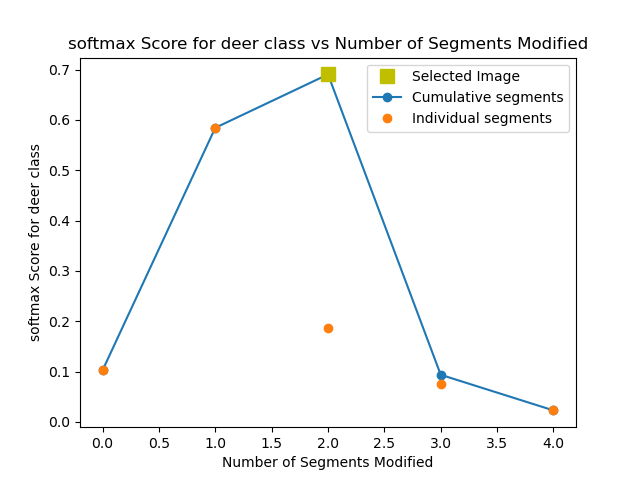 softmax Score for deer class vs Number of Segments Modified
Selected Image
Cumulative segments
Individual segments
softmax Score for deer class
0.7
0.6
0.5
0.4
0.3
0.2
0.1
0.0
0.0 0.5 1.0 1.5 2.0 2.5 3.0 3.5 4.0
Number of Segments Modified